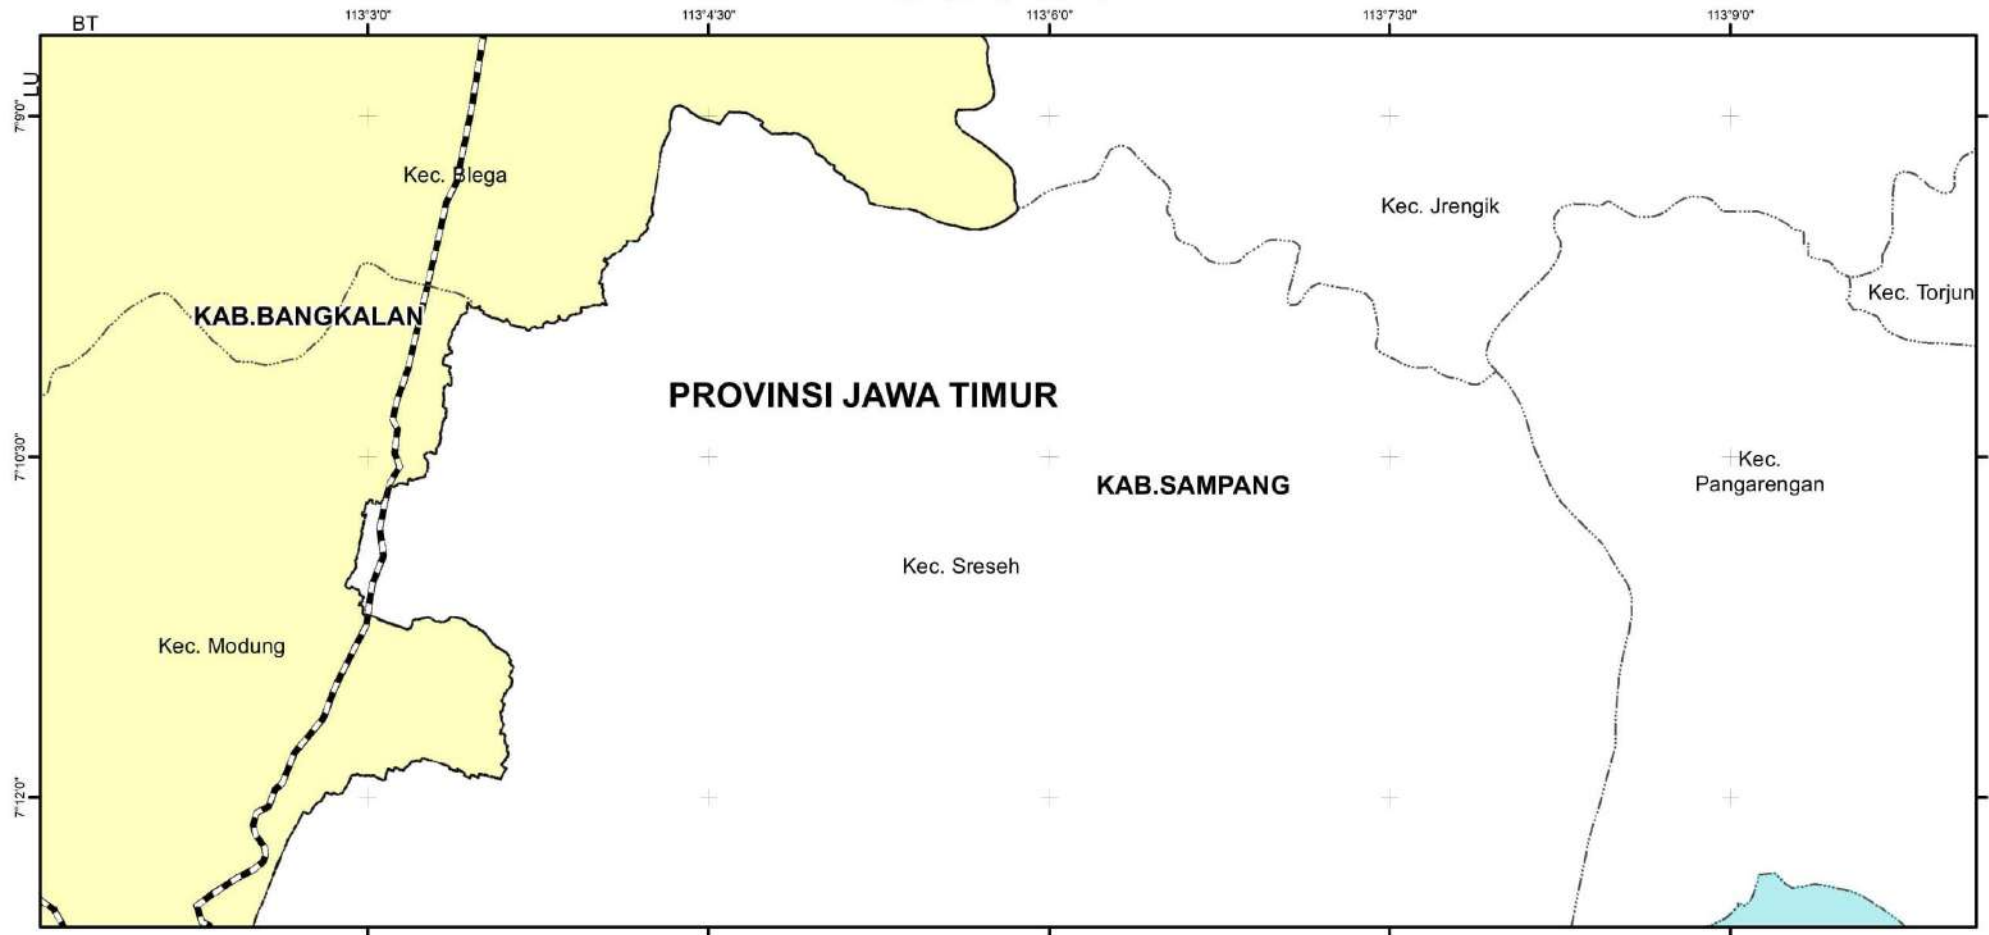 BT
113°3'0"
113°4'30"
113°6'0"
113°7'30"
113°9'0"
LU
7°9'0"
Kec. Blega
Kec. Jrengik
Kec. Torjun
KAB.BANGKALAN
PROVINSI JAWA TIMUR
7°10'30"
KAB.SAMPANG
Kec.
Pangarengan
Kec. Sreseh
Kec. Modung
7°12'0"